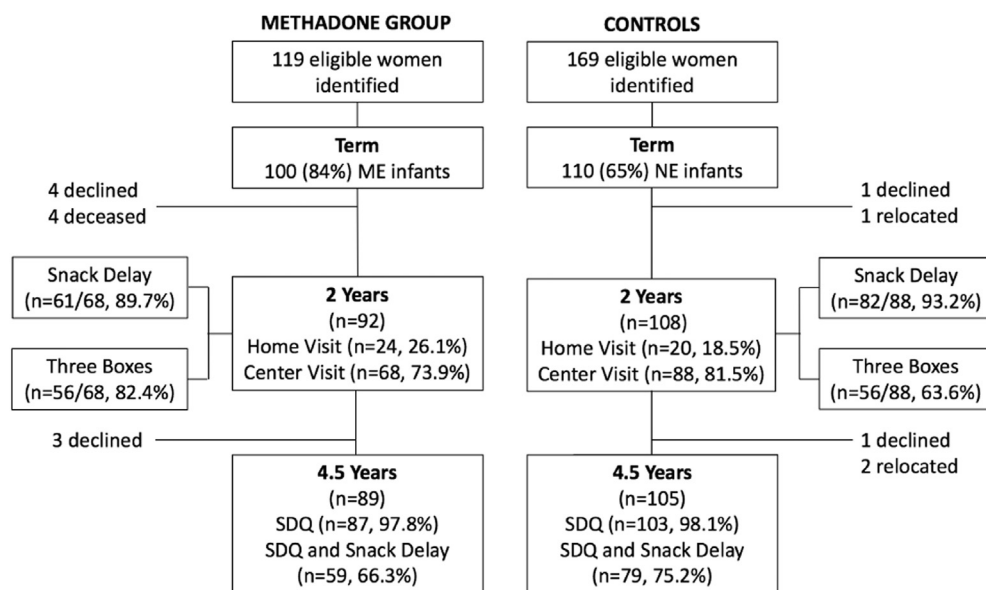 METHADONE GROUP
119 eligible women
identified
Term
100 (84%) ME infants
4 declined
4 deceased
Snack Delay
(n=61/68, 89.7%)
Three Boxes
(n=56/68, 82.4%)
2 Years
(n=92)
Home Visit (n=24, 26.1%)
Center Visit (n=68, 73.9%)
3 declined
4.5 Years
(n=89)
SDQ (n=87, 97.8%)
SDQ and Snack Delay
(n=59, 66.3%)
CONTROLS
169 eligible women
identified
Term
110 (65%) NE infants
1 declined
1 relocated
2 Years
(n=108)
Home Visit (n=20, 18.5%)
Center Visit (n=88, 81.5%)
Snack Delay
(n=82/88, 93.2%)
Three Boxes
(n=56/88, 63.6%)
1 declined
2 relocated
4.5 Years
(n=105)
SDQ (n=103, 98.1%)
SDQ and Snack Delay
(n=79, 75.2%)